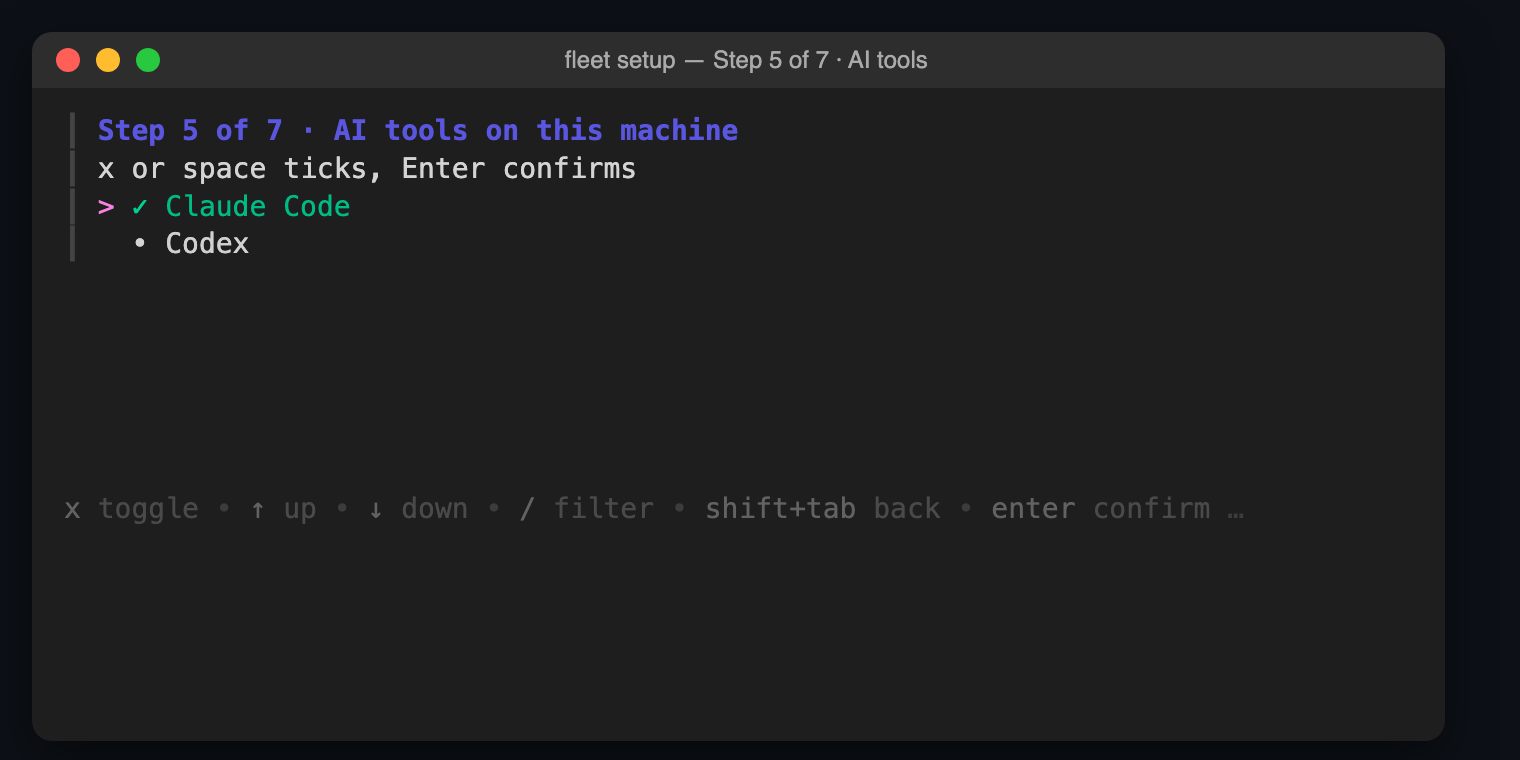 fleet setup — Step 5 of 7 · AI tools
Step 5 of 7 · AI tools on this machine
x or space ticks, Enter confirms
> ✓ Claude Code
• Codex
x toggle • ↑ up • ↓ down • / filter • shift+tab back • enter confirm …